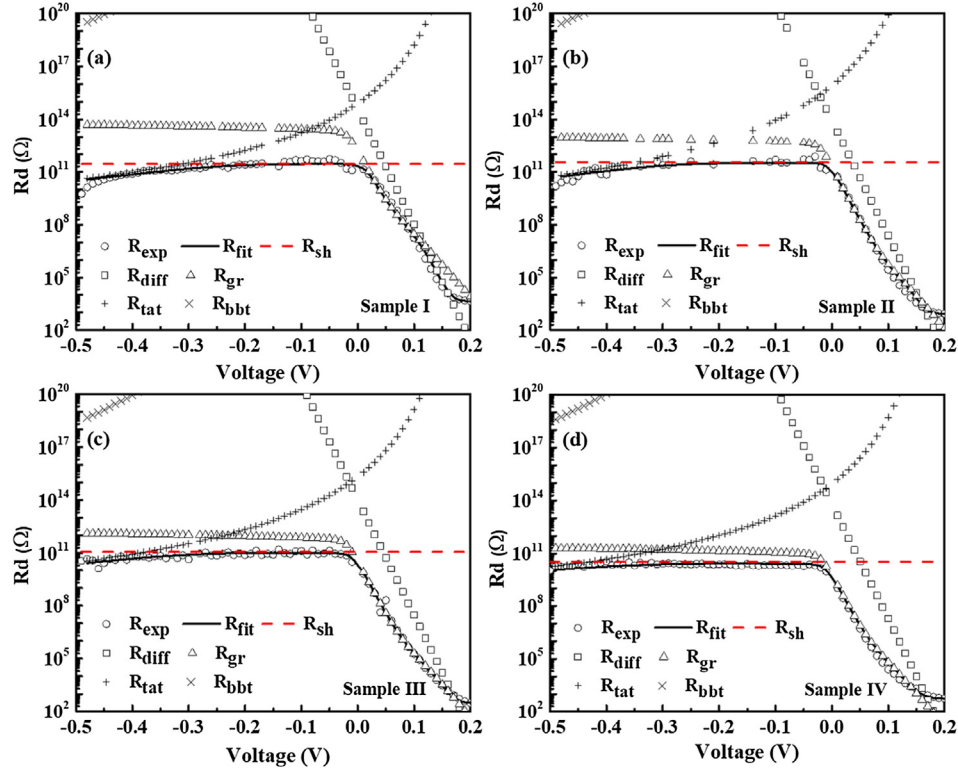 (a)
10^20
10^17
10^14
10^11
10^8
10^5
10^2
Rd (Ω)
R_exp R_fit R_sh
R_diff R_gr
R_tat R_bbt
Sample I
-0.5 -0.4 -0.3 -0.2 -0.1 0.0 0.1 0.2
Voltage (V)
(b)
10^20
10^17
10^14
10^11
10^8
10^5
10^2
Rd (Ω)
R_exp R_fit R_sh
R_diff R_gr
R_tat R_bbt
Sample II
-0.5 -0.4 -0.3 -0.2 -0.1 0.0 0.1 0.2
Voltage (V)
(c)
10^20
10^17
10^14
10^11
10^8
10^5
10^2
Rd (Ω)
R_exp R_fit R_sh
R_diff R_gr
R_tat R_bbt
Sample III
-0.5 -0.4 -0.3 -0.2 -0.1 0.0 0.1 0.2
Voltage (V)
(d)
10^20
10^17
10^14
10^11
10^8
10^5
10^2
Rd (Ω)
R_exp R_fit R_sh
R_diff R_gr
R_tat R_bbt
Sample IV
-0.5 -0.4 -0.3 -0.2 -0.1 0.0 0.1 0.2
Voltage (V)